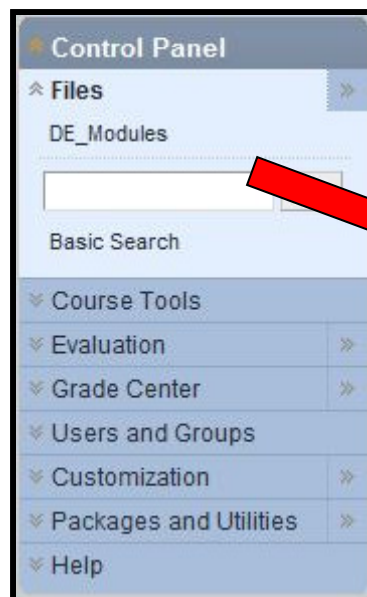 Control Panel
Files
DE_Modules
Basic Search
Course Tools
Evaluation
Grade Center
Users and Groups
Customization
Packages and Utilities
Help